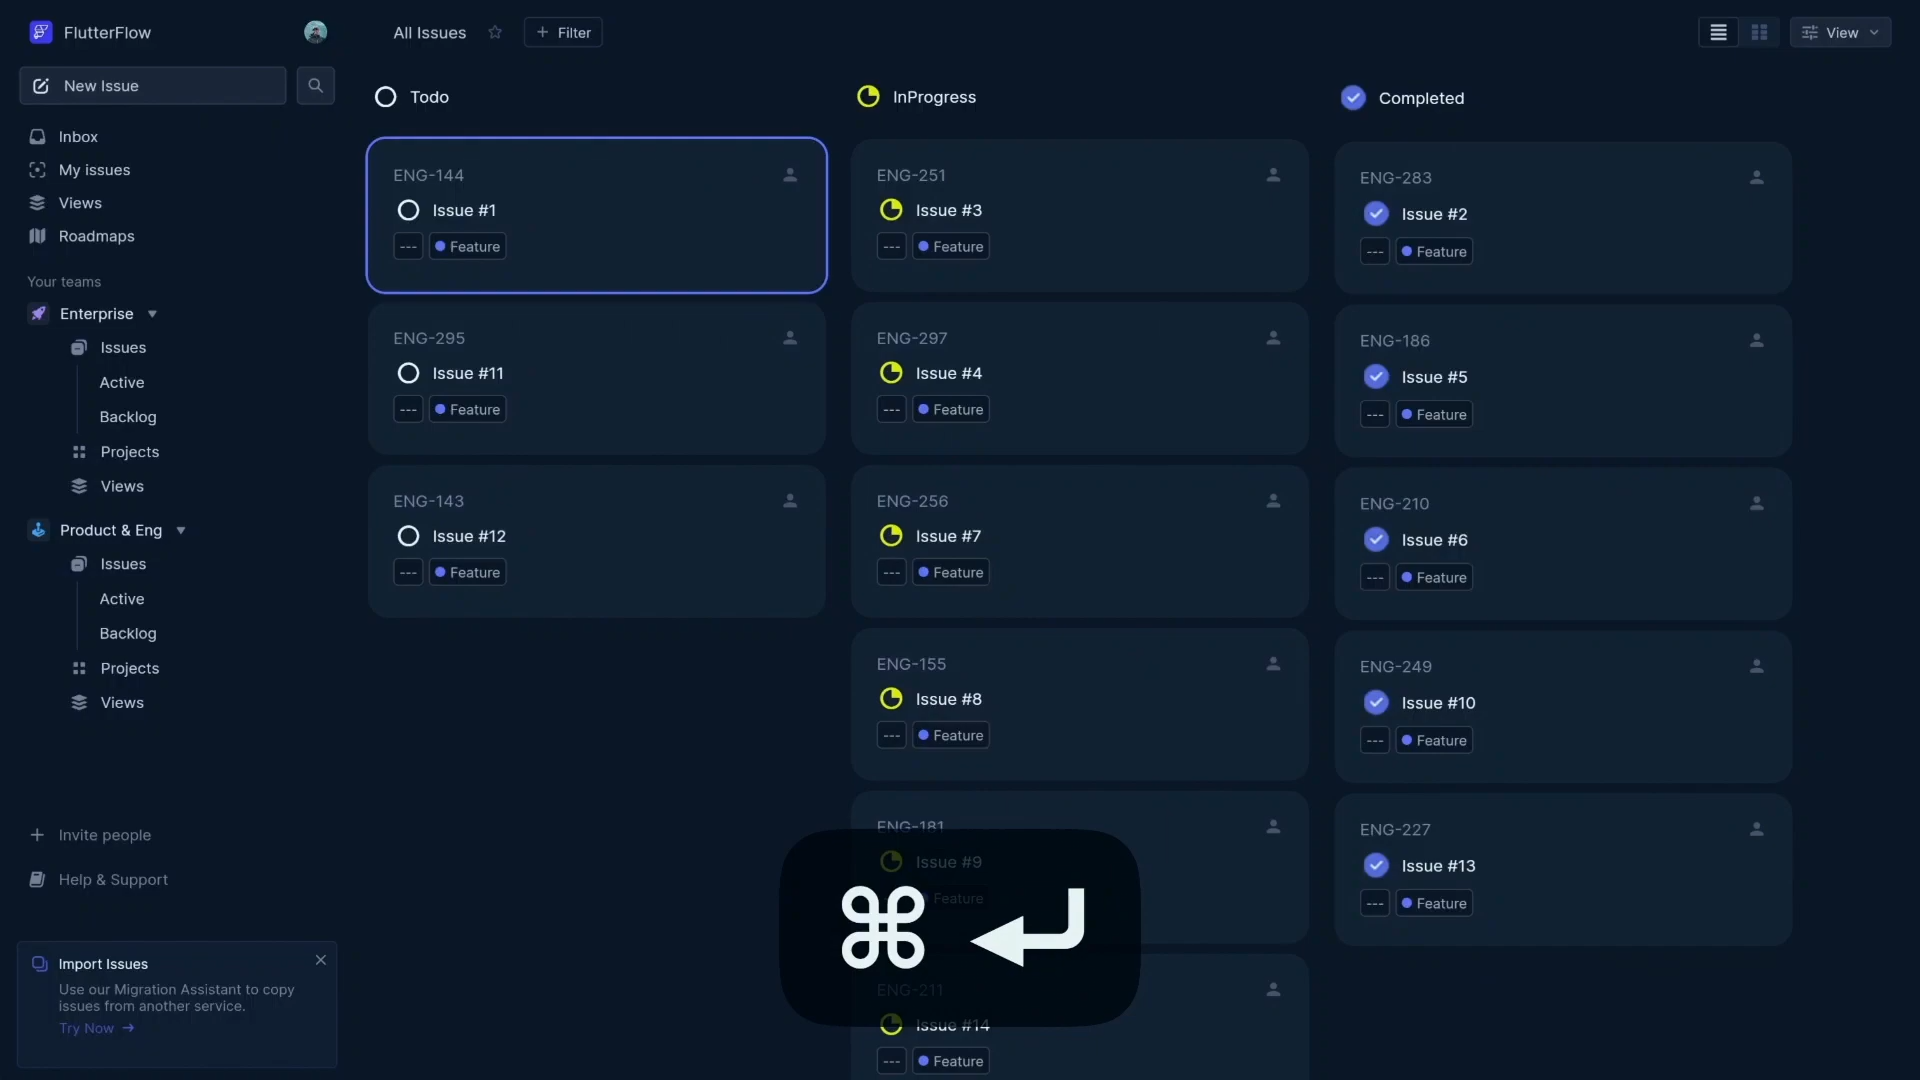 FlutterFlow
New Issue
Inbox
My issues
Views
Roadmaps
Your teams
Enterprise
Issues
Active
Backlog
Projects
Views
Product & Eng
Issues
Active
Backlog
Projects
Views
Invite people
Help & Support
Import Issues
Use our Migration Assistant to copy
issues from another service.
Try Now →
All Issues
+ Filter
View
Todo
ENG-144
Issue #1
--- Feature
ENG-295
Issue #11
--- Feature
ENG-143
Issue #12
--- Feature
InProgress
ENG-251
Issue #3
--- Feature
ENG-297
Issue #4
--- Feature
ENG-256
Issue #7
--- Feature
ENG-155
Issue #8
--- Feature
ENG-181
Issue #9
Feature
ENG-211
Issue #14
--- Feature
Completed
ENG-283
Issue #2
--- Feature
ENG-186
Issue #5
--- Feature
ENG-210
Issue #6
--- Feature
ENG-249
Issue #10
--- Feature
ENG-227
Issue #13
--- Feature
⌘ ↵